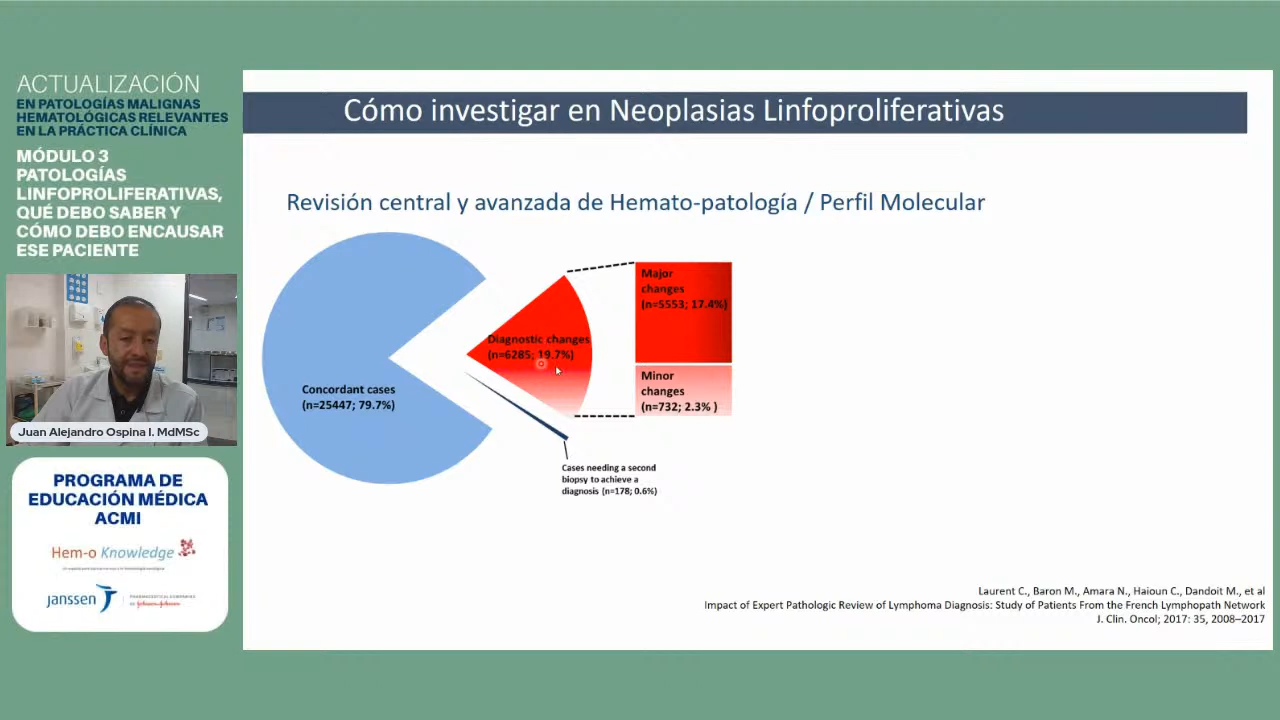 ACTUALIZACIÓN
EN PATOLOGÍAS MALIGNAS
HEMATOLÓGICAS RELEVANTES
EN LA PRÁCTICA CLÍNICA
MÓDULO 3
PATOLOGÍAS
LINFOPROLIFERATIVAS,
QUÉ DEBO SABER Y
CÓMO DEBO ENCAUSAR
ESE PACIENTE
Juan Alejandro Ospina I. MdMSc
PROGRAMA DE
EDUCACIÓN MÉDICA
ACMI
Hem-o Knowledge
janssen
PHARMACEUTICAL COMPANIES
OF Johnson&Johnson
Cómo investigar en Neoplasias Linfoproliferativas
Revisión central y avanzada de Hemato-patología / Perfil Molecular
Concordant cases
(n=25447; 79.7%)
Diagnostic changes
(n=6285; 19.7%)
Major
changes
(n=5553; 17.4%)
Minor
changes
(n=732; 2.3% )
Cases needing a second
biopsy to achieve a
diagnosis (n=178; 0.6%)
Laurent C., Baron M., Amara N., Haioun C., Dandoit M., et al
Impact of Expert Pathologic Review of Lymphoma Diagnosis: Study of Patients From the French Lymphopath Network
J. Clin. Oncol; 2017: 35, 2008–2017